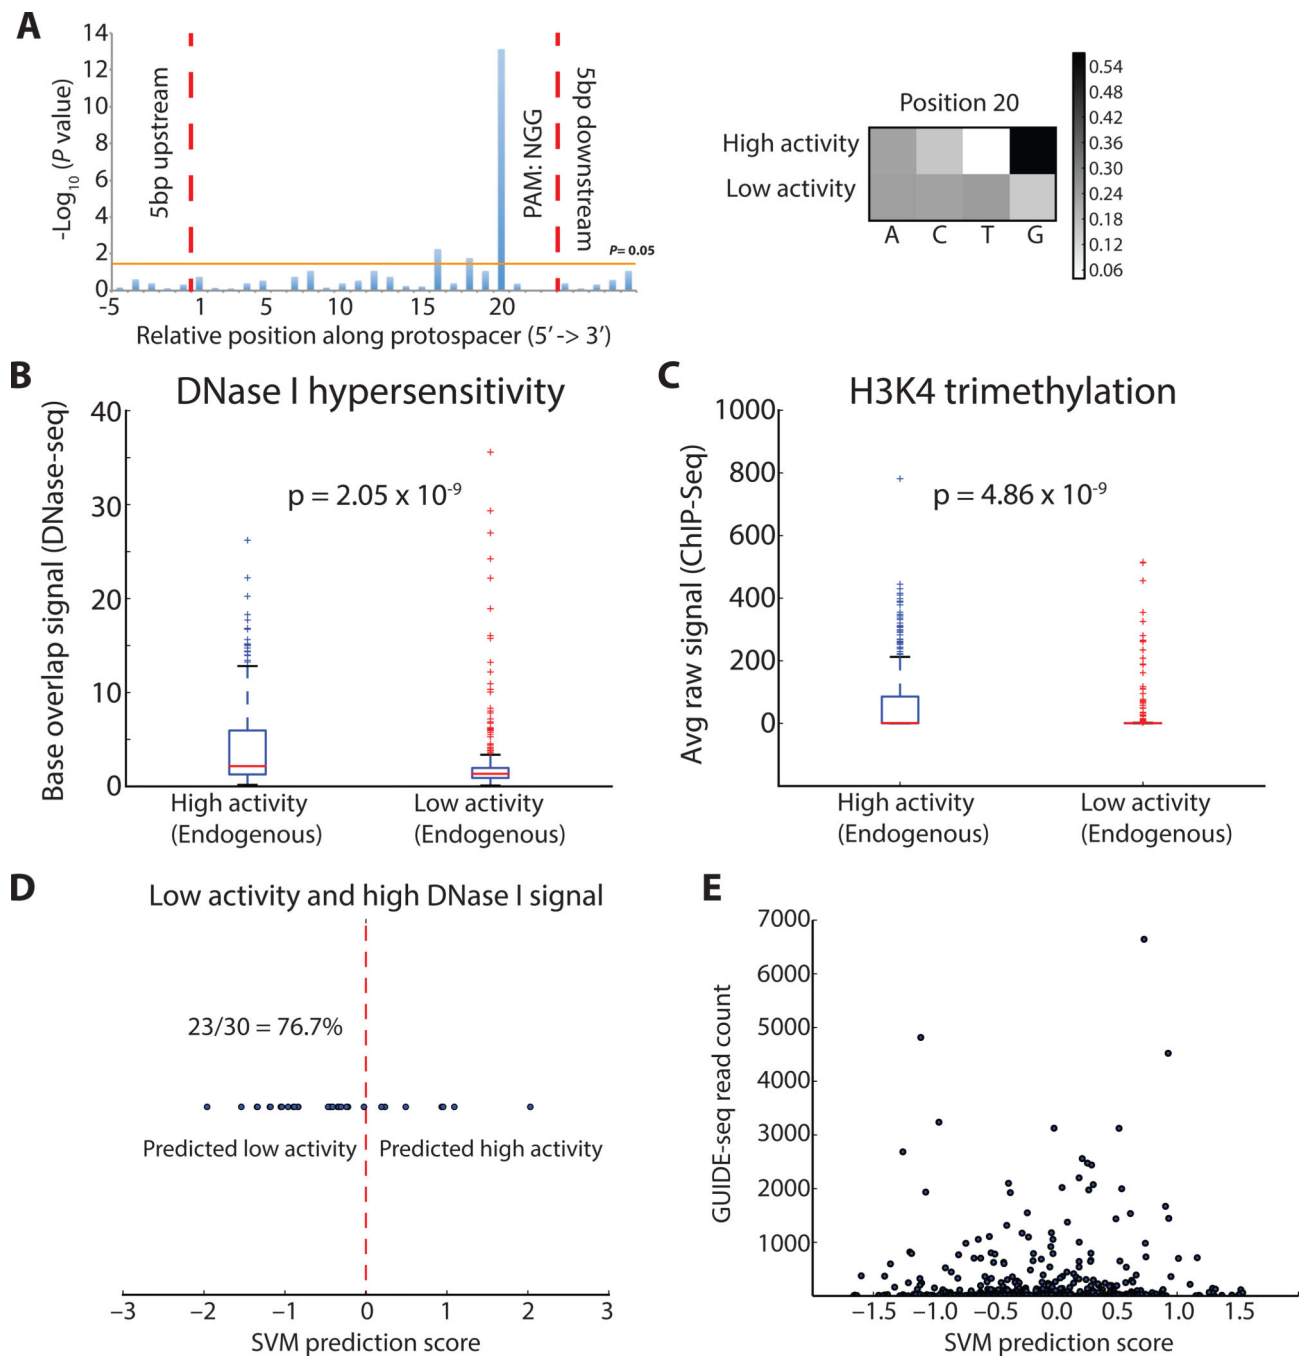 A
-Log10 (P value)
14
12
10
8
6
4
2
0
5bp upstream
PAM: NGG
5bp downstream
P= 0.05
-5
1
5
10
15
20
Relative position along protospacer (5′ -> 3′)
Position 20
High activity
Low activity
A C T G
0.54
0.48
0.42
0.36
0.30
0.24
0.18
0.12
0.06
B
DNase I hypersensitivity
Base overlap signal (DNase-seq)
40
30
20
10
0
p = 2.05 x 10-9
High activity
(Endogenous)
Low activity
(Endogenous)
C
H3K4 trimethylation
Avg raw signal (ChIP-Seq)
1000
800
600
400
200
0
p = 4.86 x 10-9
High activity
(Endogenous)
Low activity
(Endogenous)
D
Low activity and high DNase I signal
23/30 = 76.7%
Predicted low activity
Predicted high activity
−3 −2 −1 0 1 2 3
SVM prediction score
E
GUIDE-seq read count
7000
6000
5000
4000
3000
2000
1000
−1.5 −1.0 −0.5 0.0 0.5 1.0 1.5
SVM prediction score